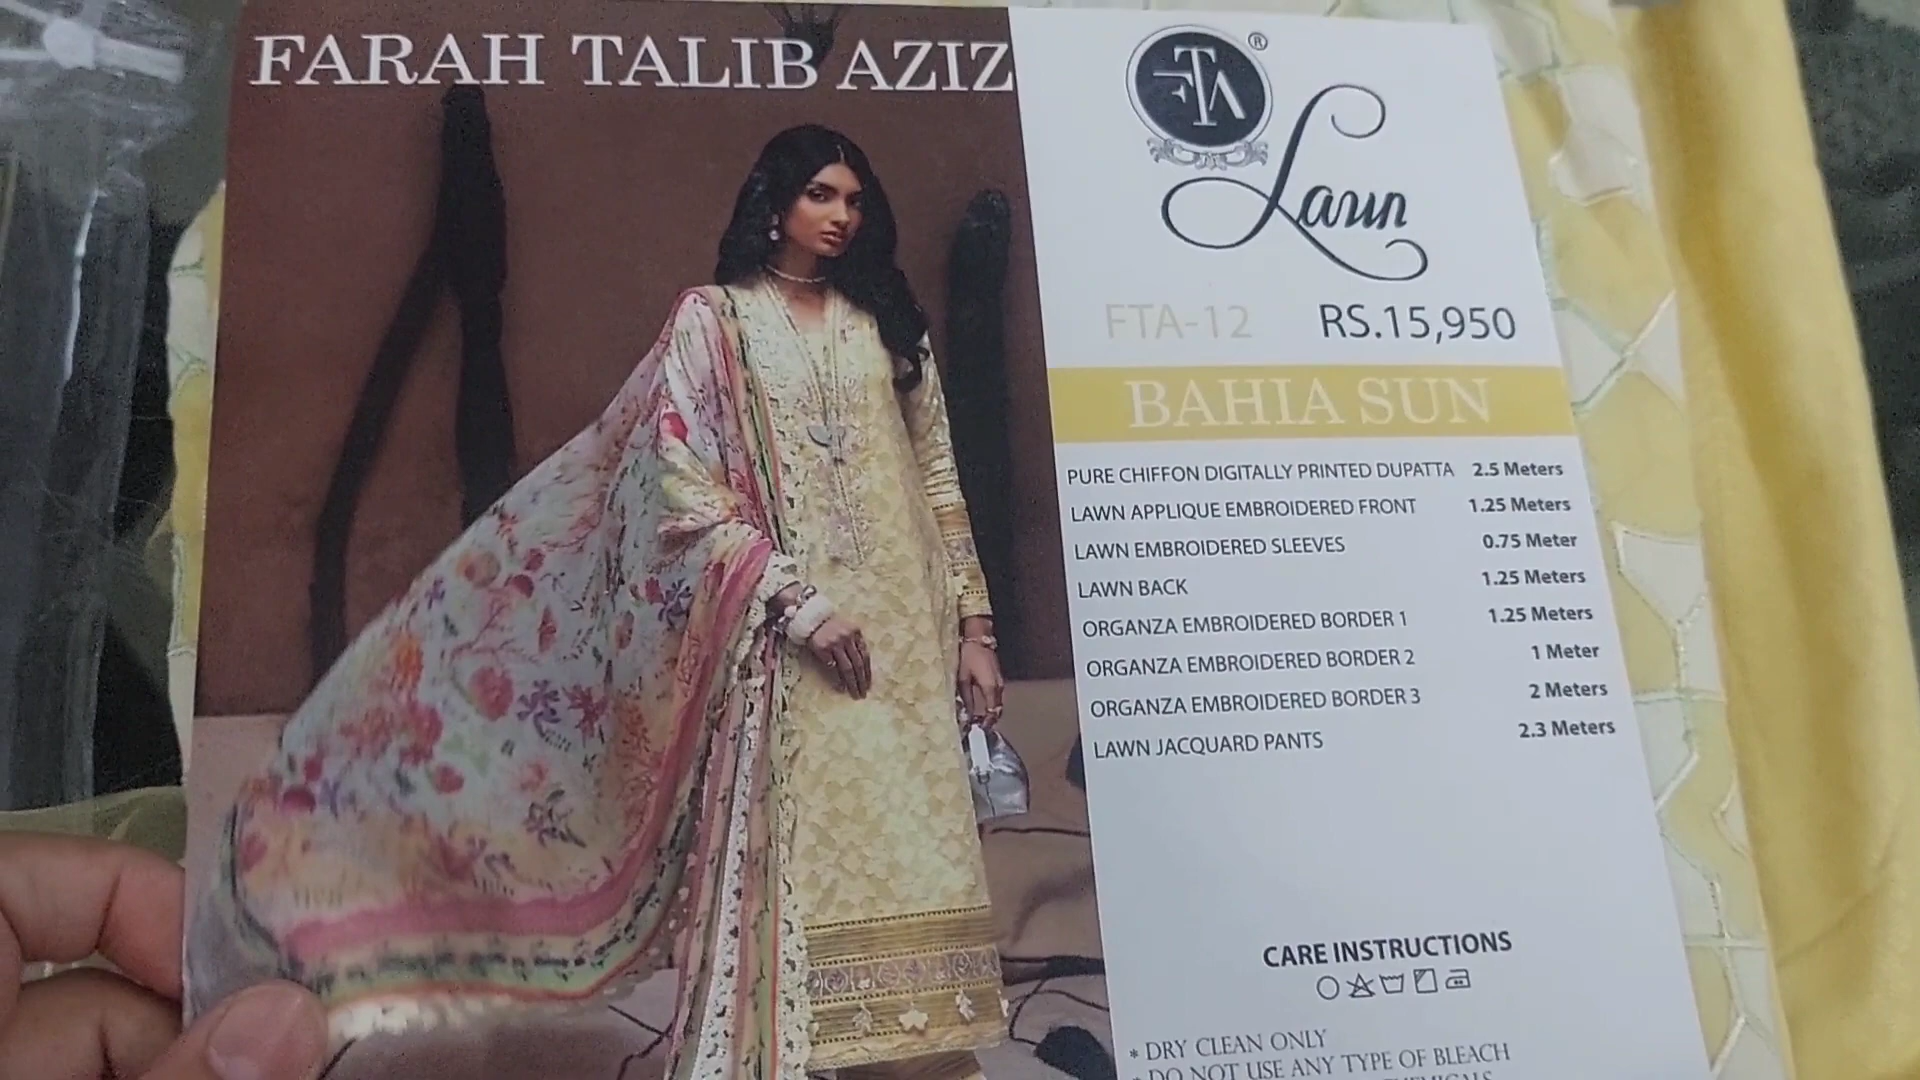 FARAH TALIB AZIZ
FTA ®
Lawn
FTA-12 RS.15,950
BAHIA SUN
PURE CHIFFON DIGITALLY PRINTED DUPATTA 2.5 Meters
LAWN APPLIQUE EMBROIDERED FRONT 1.25 Meters
LAWN EMBROIDERED SLEEVES 0.75 Meter
LAWN BACK 1.25 Meters
ORGANZA EMBROIDERED BORDER 1 1.25 Meters
ORGANZA EMBROIDERED BORDER 2 1 Meter
ORGANZA EMBROIDERED BORDER 3 2 Meters
LAWN JACQUARD PANTS 2.3 Meters
CARE INSTRUCTIONS
* DRY CLEAN ONLY
* DO NOT USE ANY TYPE OF BLEACH